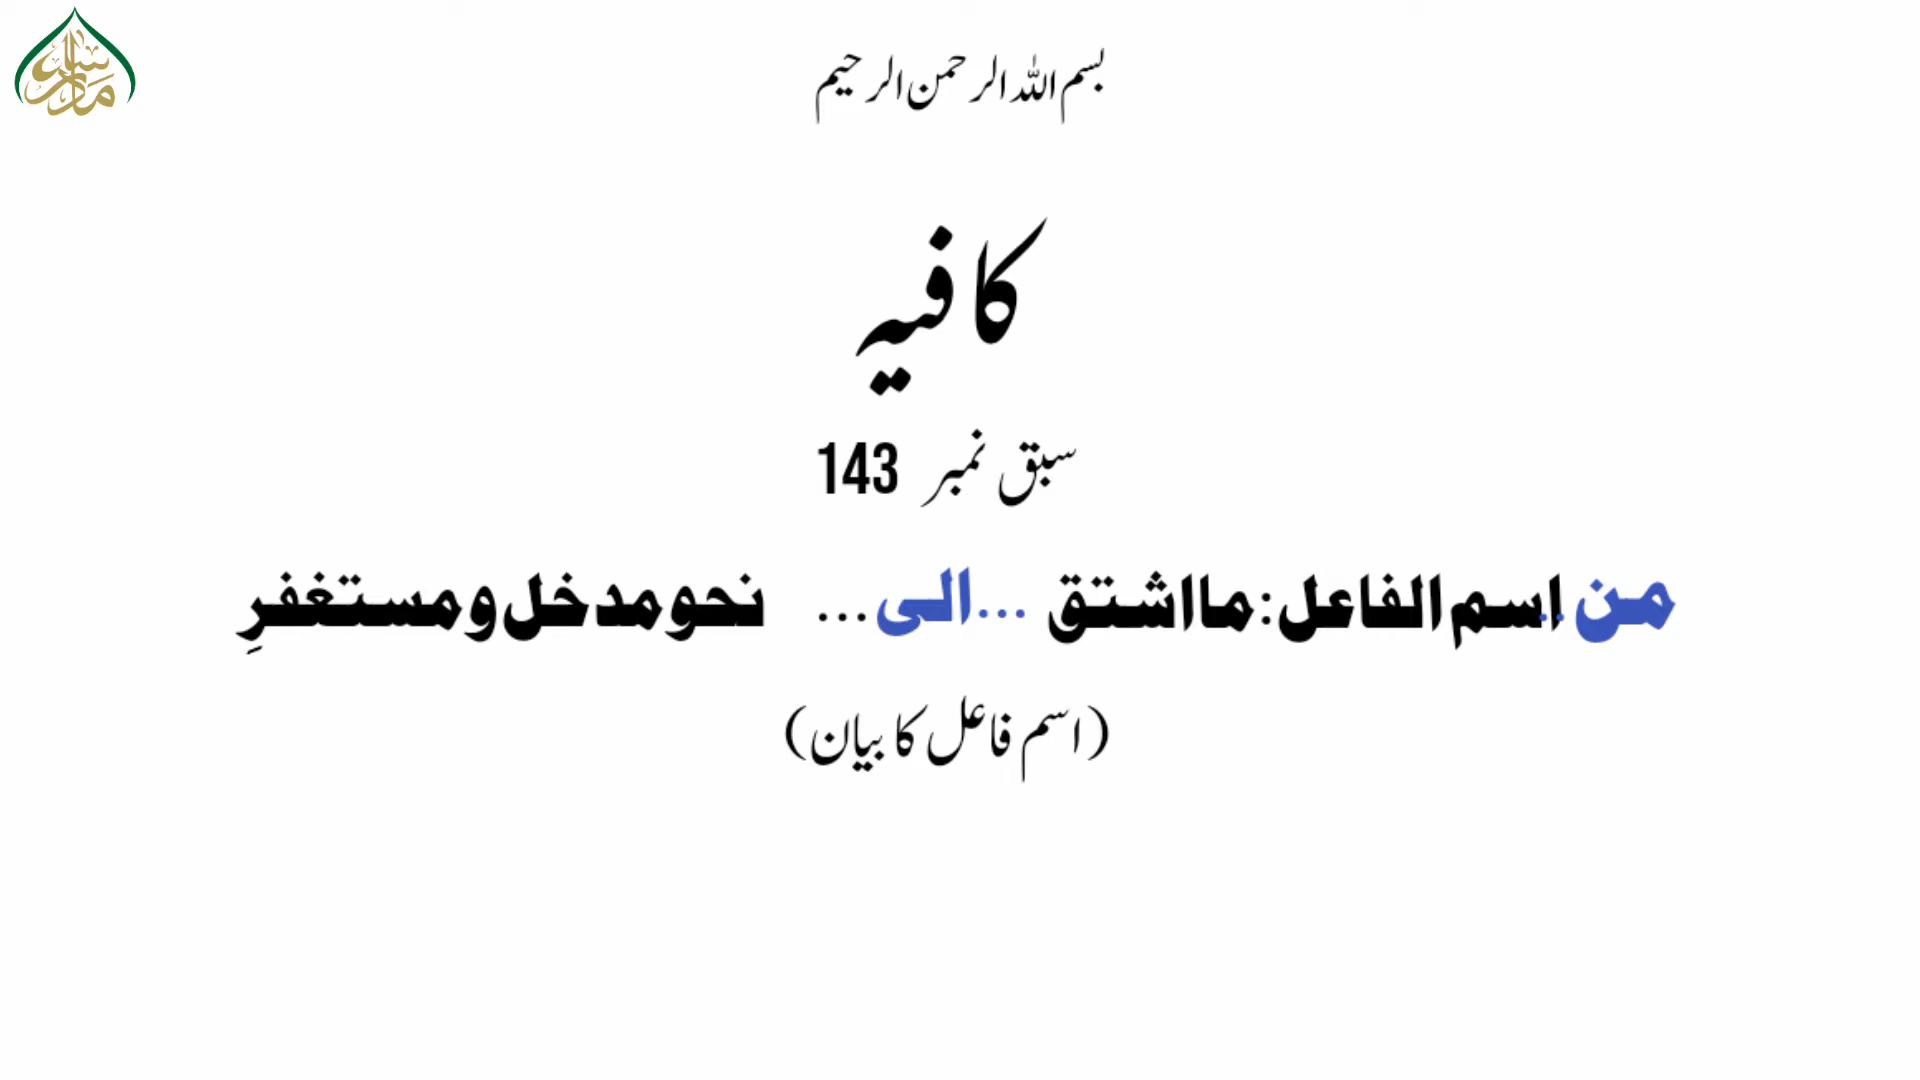 بسم اللہ الرحمن الرحیم
کافیہ
سبق نمبر 143
من .. اسم الفاعل: ما اشتق ...الی... نحو مدخل و مستغفرِ
(اسم فاعل کا بیان)